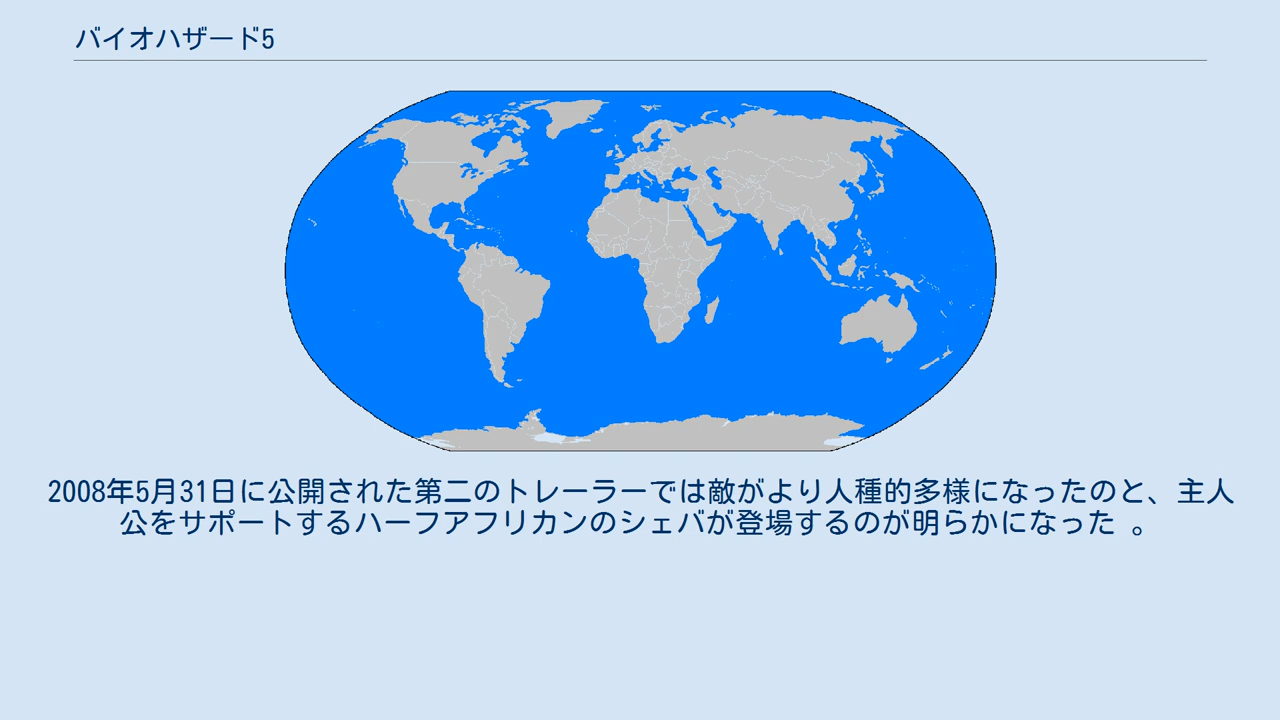 バイオハザード5
2008年5月31日に公開された第二のトレーラーでは敵がより人種的多様になったのと、主人
公をサポートするハーフアフリカンのシェバが登場するのが明らかになった 。